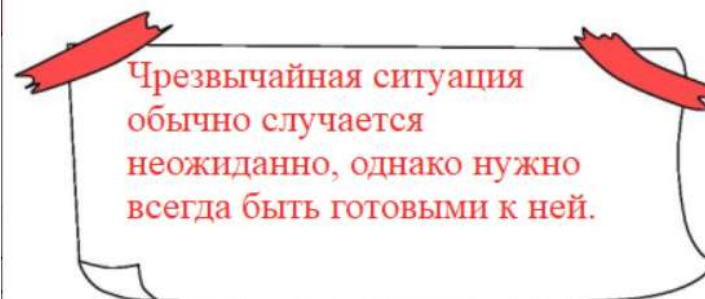 Чрезвычайная ситуация
обычно случается
неожиданно, однако нужно
всегда быть готовыми к ней.